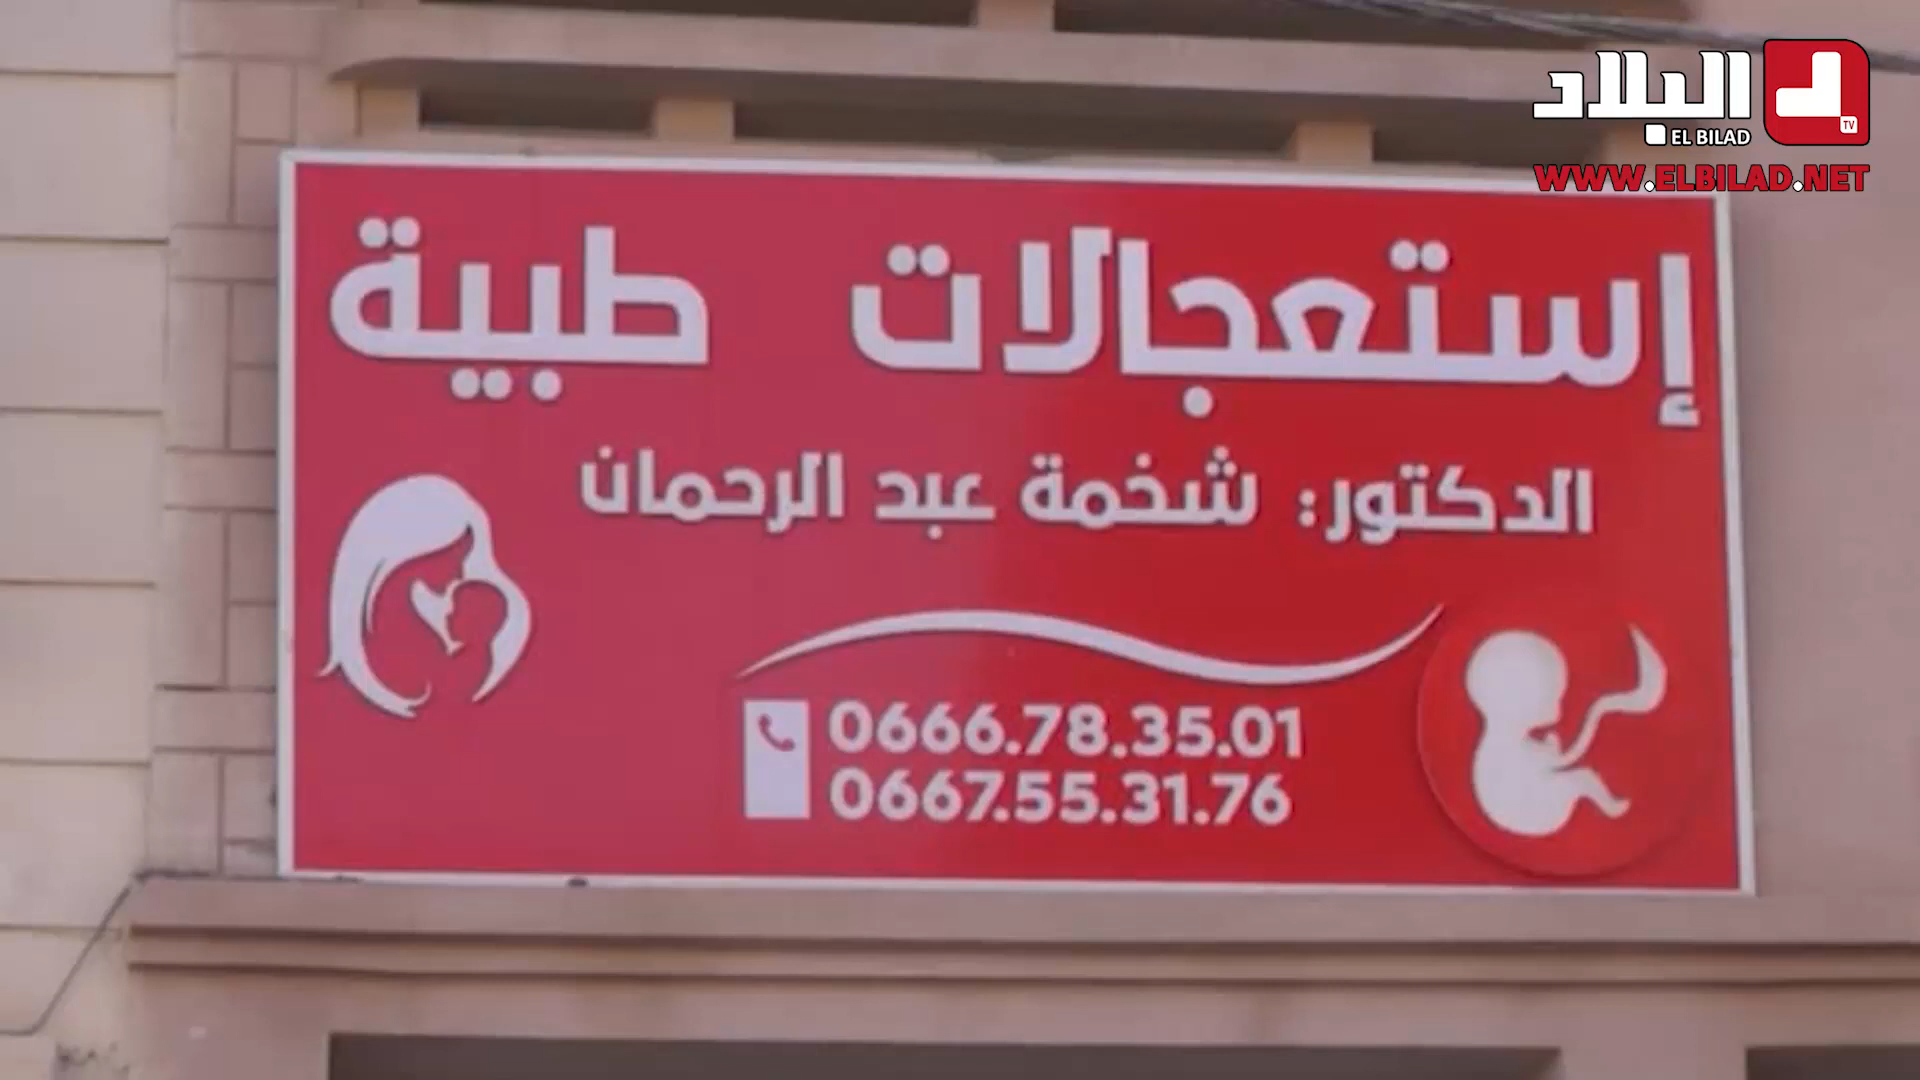 البلاد
EL BILAD
TV
WWW.ELBILAD.NET
إستعجالات طبية
الدكتور: شخمة عبد الرحمان
0666.78.35.01
0667.55.31.76